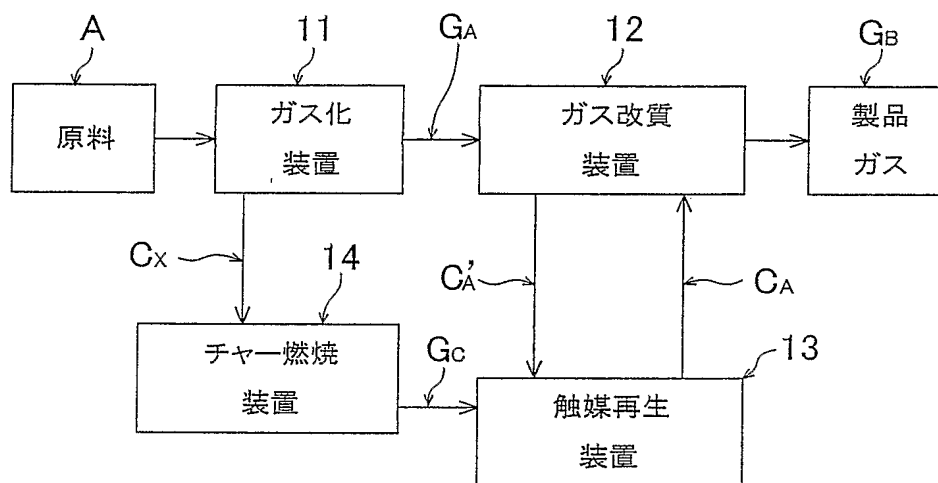 A
11
GA
12
GB
原料
ガス化
装置
ガス改質
装置
製品
ガス
CX
14
CA'
CA
チャー燃焼
装置
GC
13
触媒再生
装置